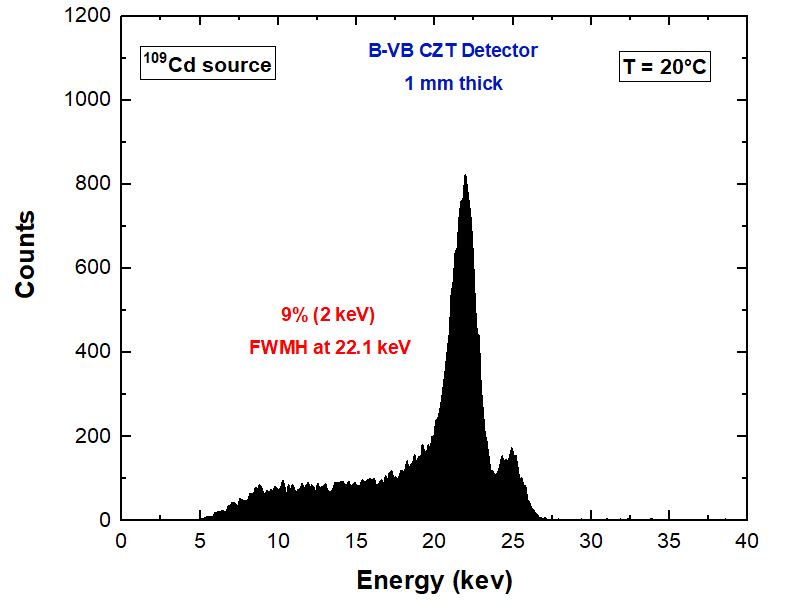 1200
1000
800
600
400
200
0
Counts
¹⁰⁹Cd source
B-VB CZT Detector
1 mm thick
T = 20°C
9% (2 keV)
FWMH at 22.1 keV
0 5 10 15 20 25 30 35 40
Energy (kev)